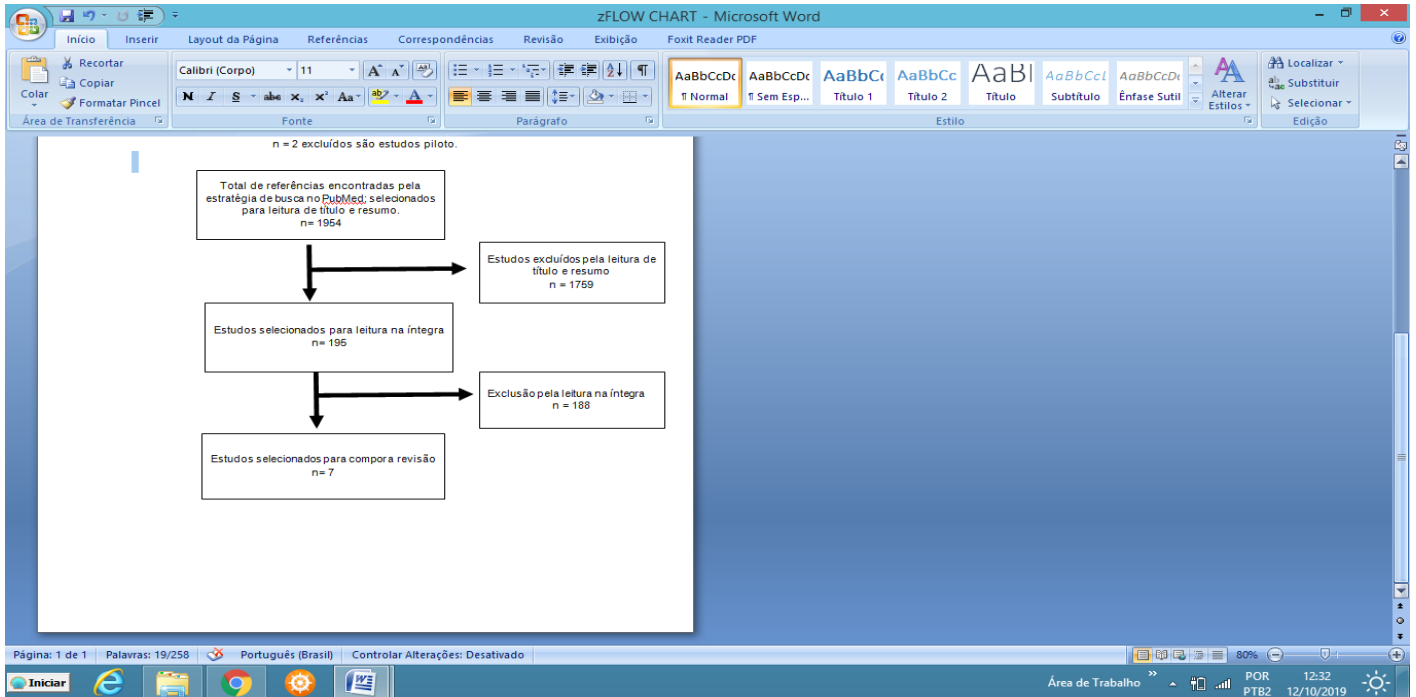 zFLOW CHART - Microsoft Word
Início Inserir Layout da Página Referências Correspondências Revisão Exibição Foxit Reader PDF
Colar
Recortar
Copiar
Formatar Pincel
Área de Transferência
Calibri (Corpo) 11
N I S abc X₂ X² Aa
Fonte
Parágrafo
AaBbCcDc AaBbCcDc AaBbCc AaBbCc AaBl AaBbCcL AaBbCcDc
¶ Normal ¶ Sem Esp... Título 1 Título 2 Título Subtítulo Ênfase Sutil
Alterar
Estilos
Estilo
Localizar
Substituir
Selecionar
Edição
n = 2 excluídos são estudos piloto.
Total de referências encontradas pela
estratégia de busca no PubMed; selecionados
para leitura de título e resumo.
n= 1954
Estudos excluídos pela leitura de
título e resumo
n = 1759
Estudos selecionados para leitura na íntegra
n= 195
Exclusão pela leitura na íntegra
n = 188
Estudos selecionados para compor a revisão
n= 7
Página: 1 de 1 Palavras: 19/258 Português (Brasil) Controlar Alterações: Desativado 80%
Iniciar Área de Trabalho » POR 12:32
PTB2 12/10/2019